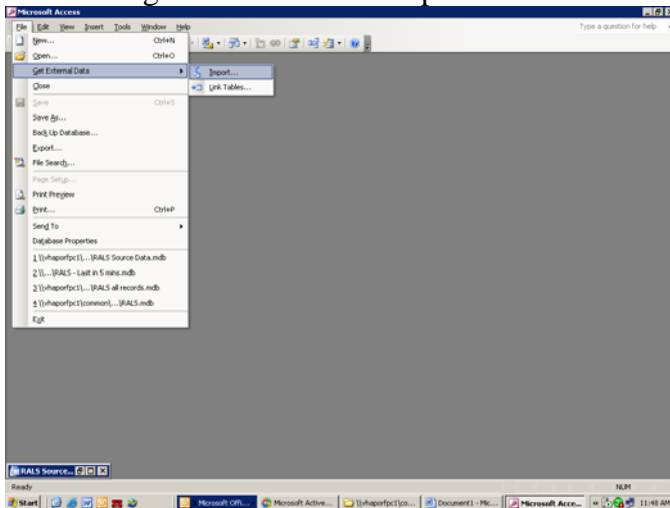 Microsoft Access
File Edit View Insert Tools Window Help
Type a question for help
New... Ctrl+N
Open... Ctrl+O
Get External Data
Import...
Link Tables...
Close
Save Ctrl+S
Save As...
Back Up Database...
Export...
File Search...
Page Setup...
Print Preview
Print... Ctrl+P
Send To
Database Properties
1 \\vhaporfpc1\...\RALS Source Data.mdb
2 \\...\RALS - Last in 5 mins.mdb
3 \\vhaporfpc1\...\RALS all records.mdb
4 \\vhaporfpc1\common\...\RALS.mdb
Exit
RALS Source...
Ready
NUM
Start
Microsoft Offi...
Microsoft Active...
\\vhaporfpc1\co...
Document1 - Mic...
Microsoft Acce...
11:48 AM